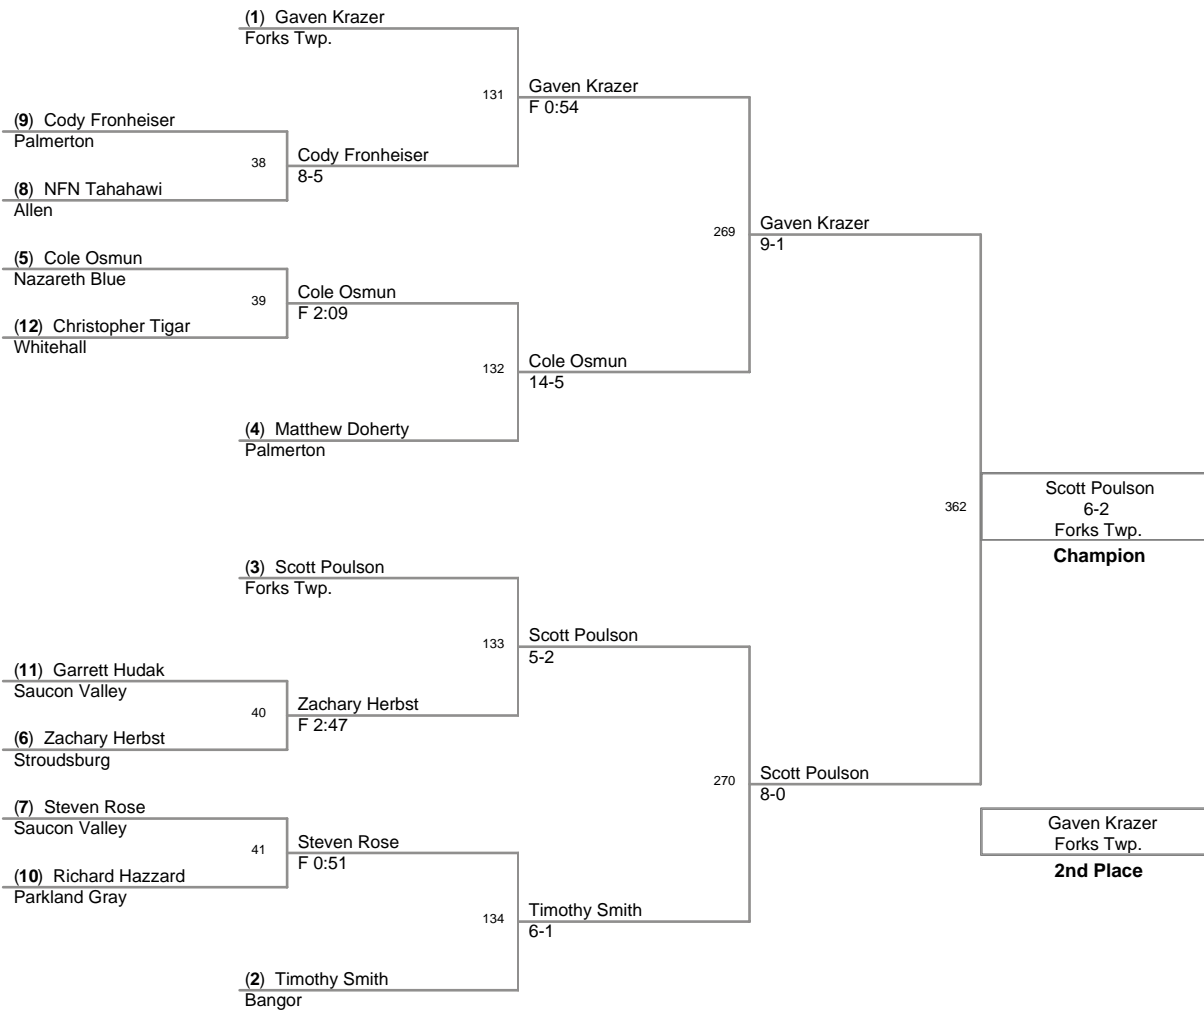 (1) Gaven Krazer
Forks Twp.
131
Gaven Krazer
F 0:54
(9) Cody Fronheiser
Palmerton
38
Cody Fronheiser
8-5
(8) NFN Tahahawi
Allen
269
Gaven Krazer
9-1
(5) Cole Osmun
Nazareth Blue
39
Cole Osmun
F 2:09
(12) Christopher Tigar
Whitehall
132
Cole Osmun
14-5
(4) Matthew Doherty
Palmerton
362
Scott Poulson
6-2
Forks Twp.
Champion
(3) Scott Poulson
Forks Twp.
133
Scott Poulson
5-2
(11) Garrett Hudak
Saucon Valley
40
Zachary Herbst
F 2:47
(6) Zachary Herbst
Stroudsburg
270
Scott Poulson
8-0
(7) Steven Rose
Saucon Valley
41
Steven Rose
F 0:51
(10) Richard Hazzard
Parkland Gray
134
Timothy Smith
6-1
(2) Timothy Smith
Bangor
Gaven Krazer
Forks Twp.
2nd Place